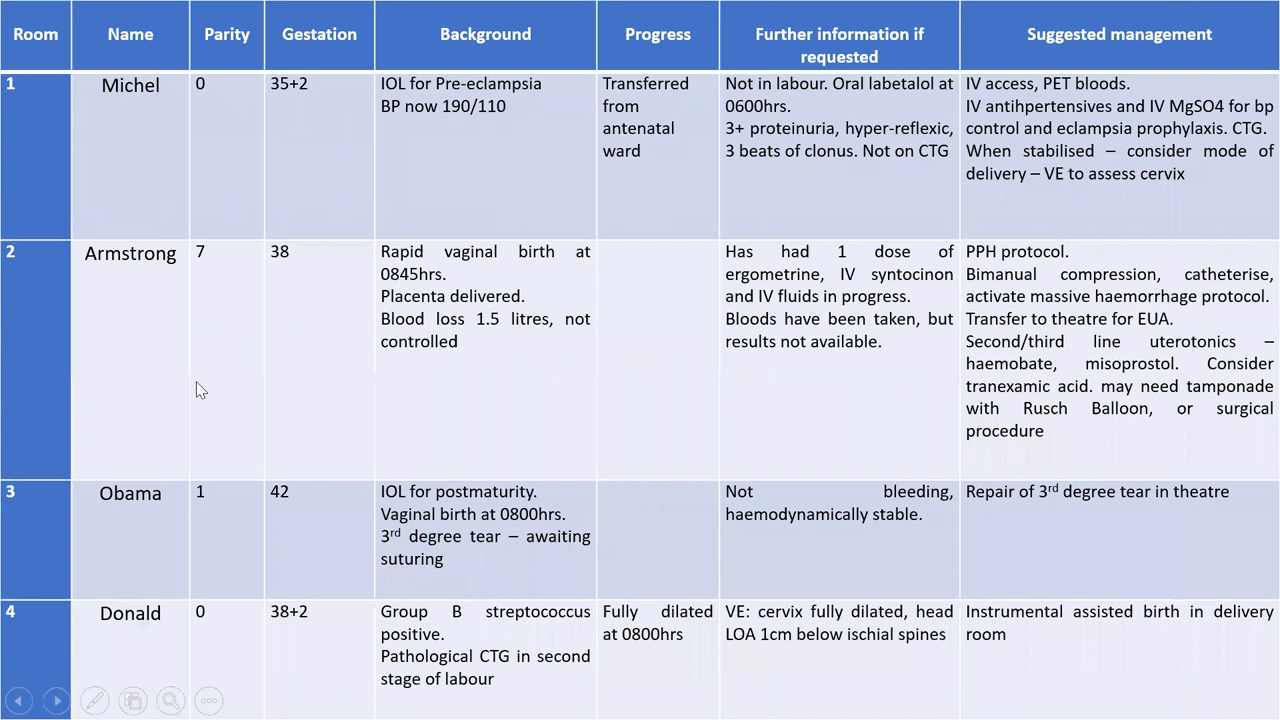 Room Name Parity Gestation Background Progress Further information if requested Suggested management
1 Michel 0 35+2
IOL for Pre-eclampsia
BP now 190/110
Transferred
from
antenatal
ward
Not in labour. Oral labetalol at
0600hrs.
3+ proteinuria, hyper-reflexic,
3 beats of clonus. Not on CTG
IV access, PET bloods.
IV antihpertensives and IV MgSO4 for bp
control and eclampsia prophylaxis. CTG.
When stabilised – consider mode of
delivery – VE to assess cervix
2 Armstrong 7 38
Rapid vaginal birth at
0845hrs.
Placenta delivered.
Blood loss 1.5 litres, not
controlled
Has had 1 dose of
ergometrine, IV syntocinon
and IV fluids in progress.
Bloods have been taken, but
results not available.
PPH protocol.
Bimanual compression, catheterise,
activate massive haemorrhage protocol.
Transfer to theatre for EUA.
Second/third line uterotonics –
haemobate, misoprostol. Consider
tranexamic acid. may need tamponade
with Rusch Balloon, or surgical
procedure
3 Obama 1 42
IOL for postmaturity.
Vaginal birth at 0800hrs.
3rd degree tear – awaiting
suturing
Not bleeding,
haemodynamically stable.
Repair of 3rd degree tear in theatre
4 Donald 0 38+2
Group B streptococcus
positive.
Pathological CTG in second
stage of labour
Fully dilated
at 0800hrs
VE: cervix fully dilated, head
LOA 1cm below ischial spines
Instrumental assisted birth in delivery
room